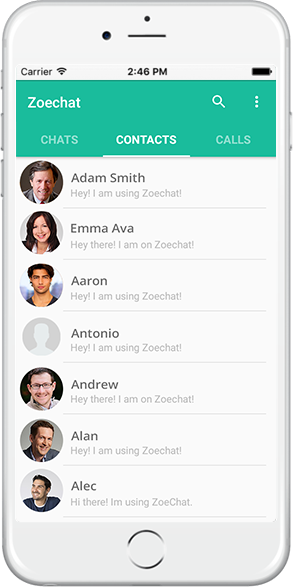 Carrier 2:46 PM
Zoechat
CHATS CONTACTS CALLS
Adam Smith
Hey! I am using Zoechat!
Emma Ava
Hey there! I am on Zoechat!
Aaron
Hey! I am using Zoechat!
Antonio
Hey! I am using Zoechat!
Andrew
Hey there! I am on Zoechat!
Alan
Hey! I am using Zoechat!
Alec
Hi there! Im using ZoeChat.